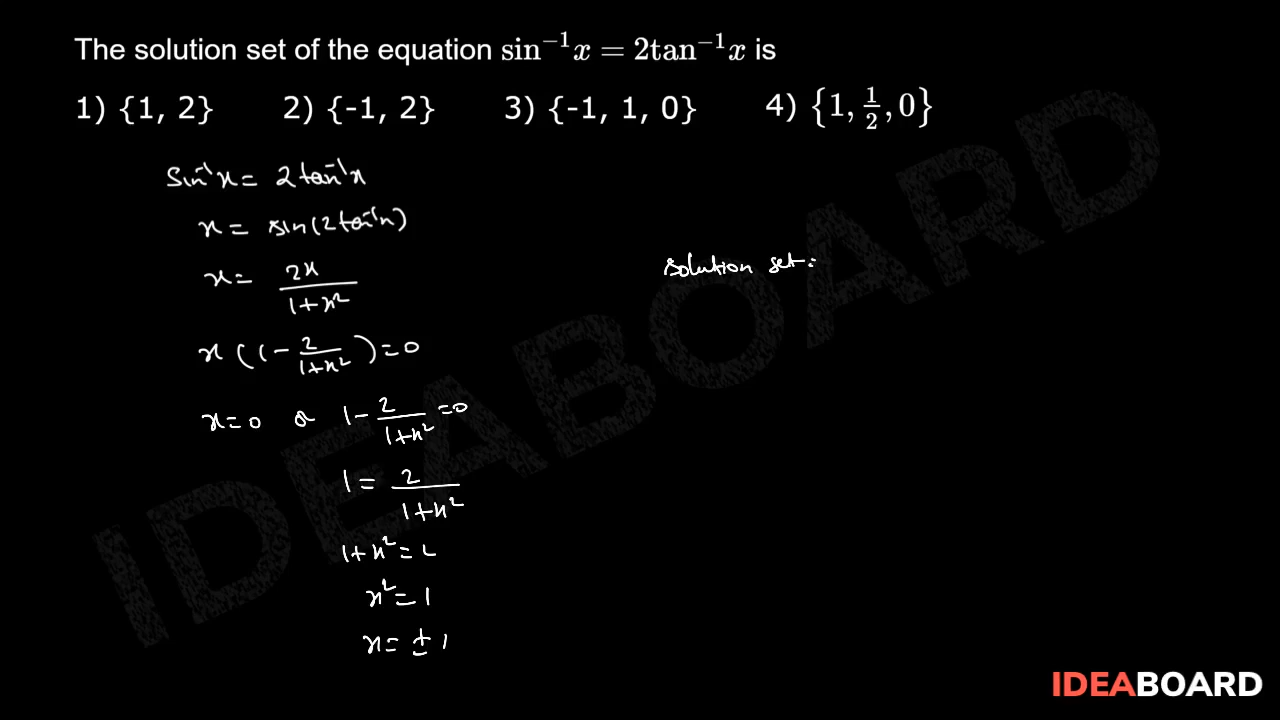 The solution set of the equation sin⁻¹x = 2tan⁻¹x is
1) {1, 2} 2) {-1, 2} 3) {-1, 1, 0} 4) {1, 1/2, 0}
sin⁻¹x = 2tan⁻¹x
x = sin(2tan⁻¹x)
x = 2x/(1+x²)
solution set:
x(1 - 2/(1+x²)) = 0
x=0 or 1 - 2/(1+x²) = 0
1 = 2/(1+x²)
1+x² = 2
x² = 1
x = ±1
IDEABOARD
IDEABOARD